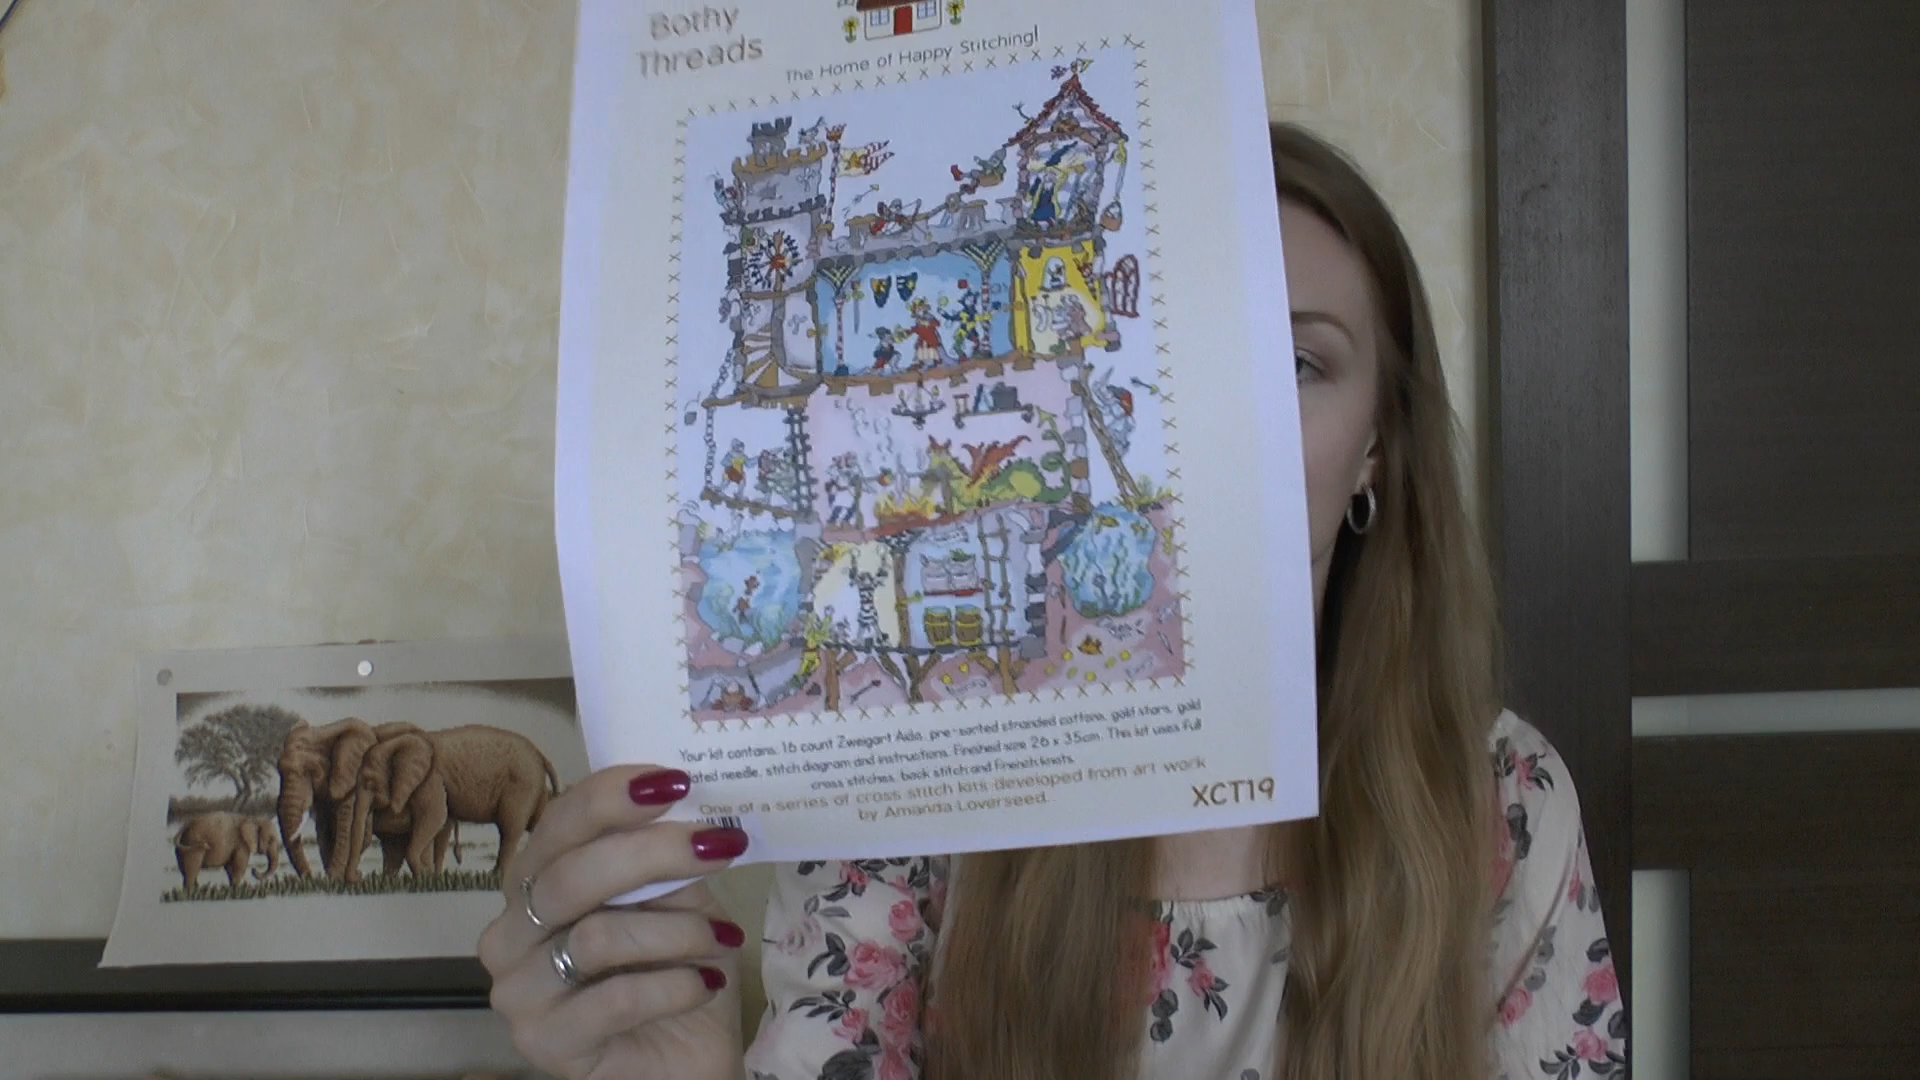 Bothy
Threads
The Home of Happy Stitching!
Your kit contains, 16 count Zweigart Aida, pre-sorted stranded cottons, gold stars, gold
lated needle, stitch diagram and instructions. Finished size 26 x 35cm. This kit uses full
cross stitches, back stitch and French knots.
One of a series of cross stitch kits developed from art work
by Amanda Loverseed.
XCT19